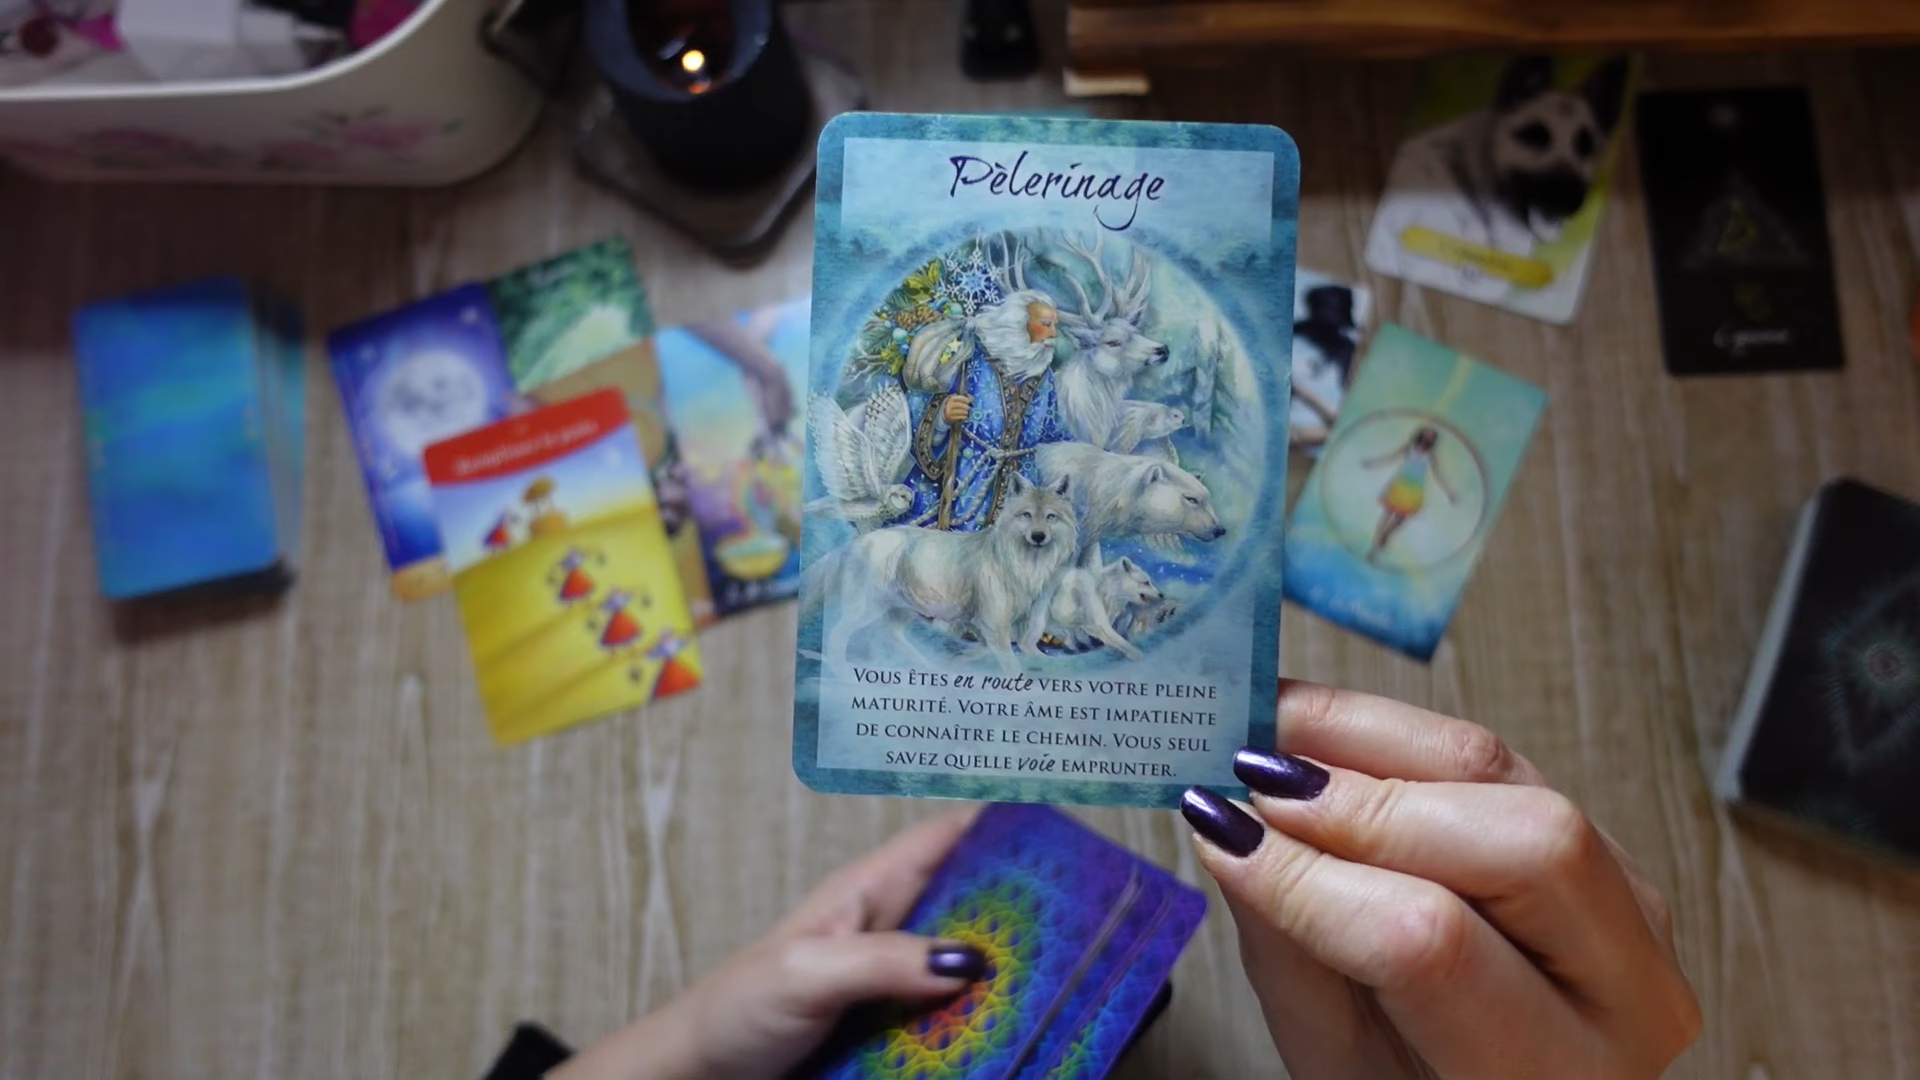 Pèlerinage
VOUS ÊTES en route VERS VOTRE PLEINE
MATURITÉ. VOTRE ÂME EST IMPATIENTE
DE CONNAÎTRE LE CHEMIN. VOUS SEUL
SAVEZ QUELLE voie EMPRUNTER.